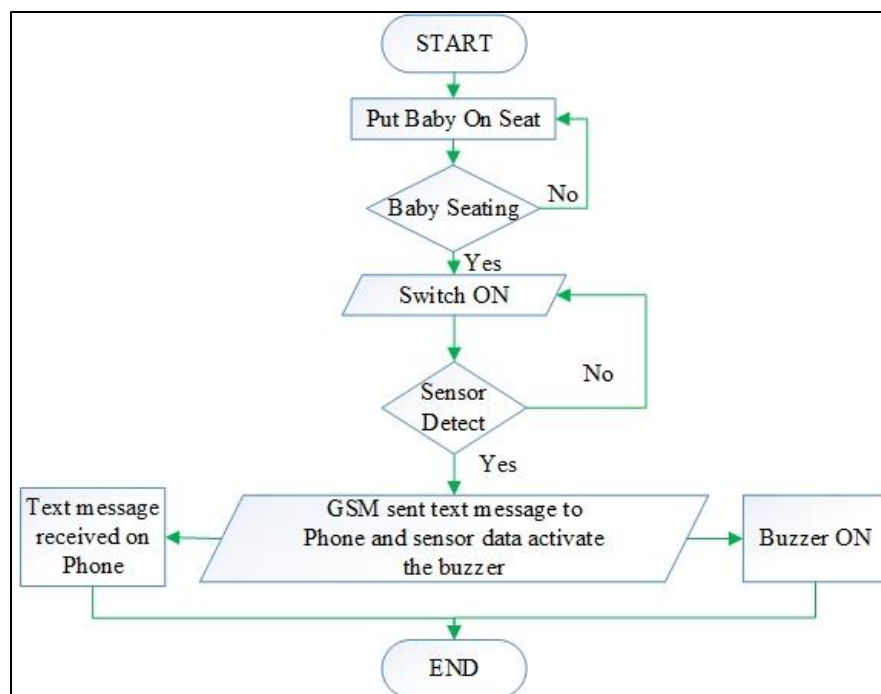 START
Put Baby On Seat
No
Baby Seating
Yes
Switch ON
No
Sensor
Detect
Yes
Text message
received on
Phone
GSM sent text message to
Phone and sensor data activate
the buzzer
Buzzer ON
END